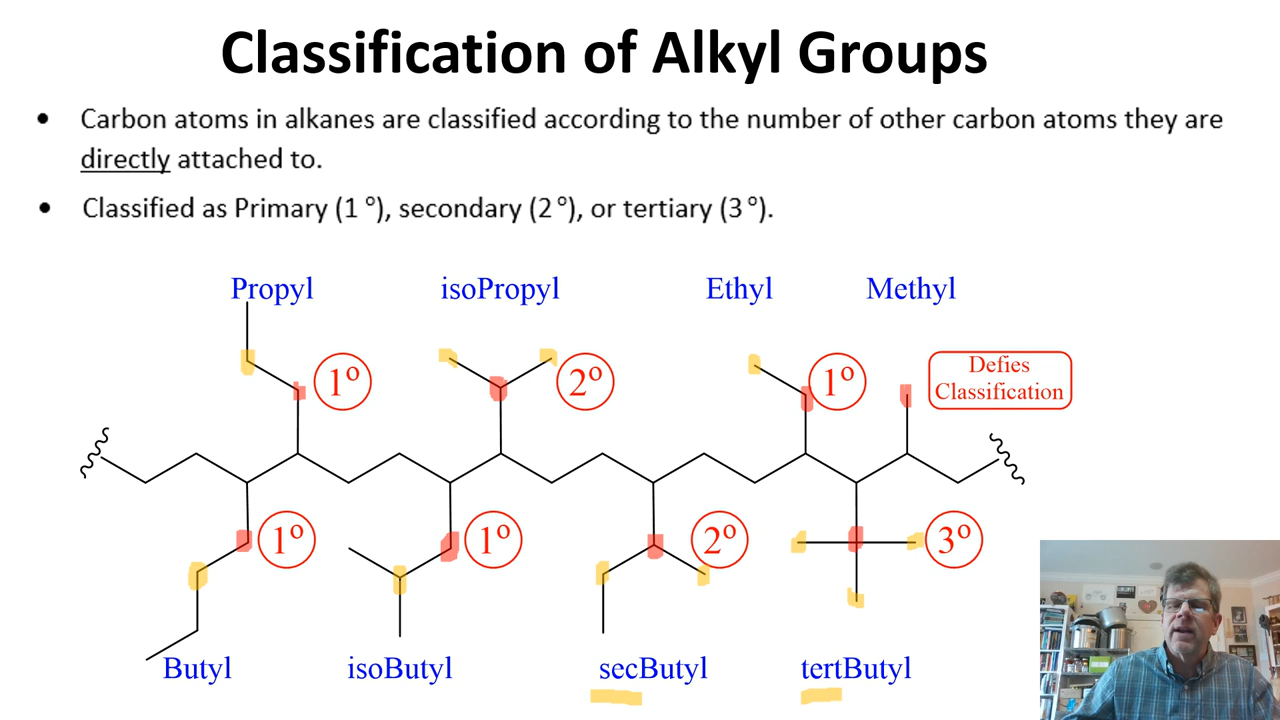 Classification of Alkyl Groups
• Carbon atoms in alkanes are classified according to the number of other carbon atoms they are
directly attached to.
• Classified as Primary (1 º), secondary (2 º), or tertiary (3 º).
Propyl isoPropyl Ethyl Methyl
1º 2º 1º Defies
Classification
1º 1º 2º 3º
Butyl isoButyl secButyl tertButyl